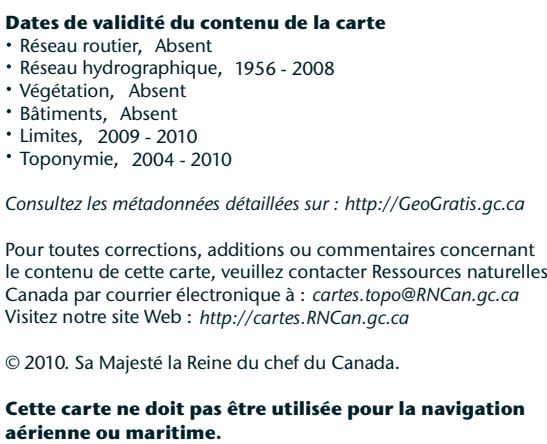 Dates de validité du contenu de la carte
• Réseau routier, Absent
• Réseau hydrographique, 1956 - 2008
• Végétation, Absent
• Bâtiments, Absent
• Limites, 2009 - 2010
• Toponymie, 2004 - 2010
Consultez les métadonnées détaillées sur : http://GeoGratis.gc.ca
Pour toutes corrections, additions ou commentaires concernant
le contenu de cette carte, veuillez contacter Ressources naturelles
Canada par courrier électronique à : cartes.topo@RNCan.gc.ca
Visitez notre site Web : http://cartes.RNCan.gc.ca
© 2010. Sa Majesté la Reine du chef du Canada.
Cette carte ne doit pas être utilisée pour la navigation
aérienne ou maritime.